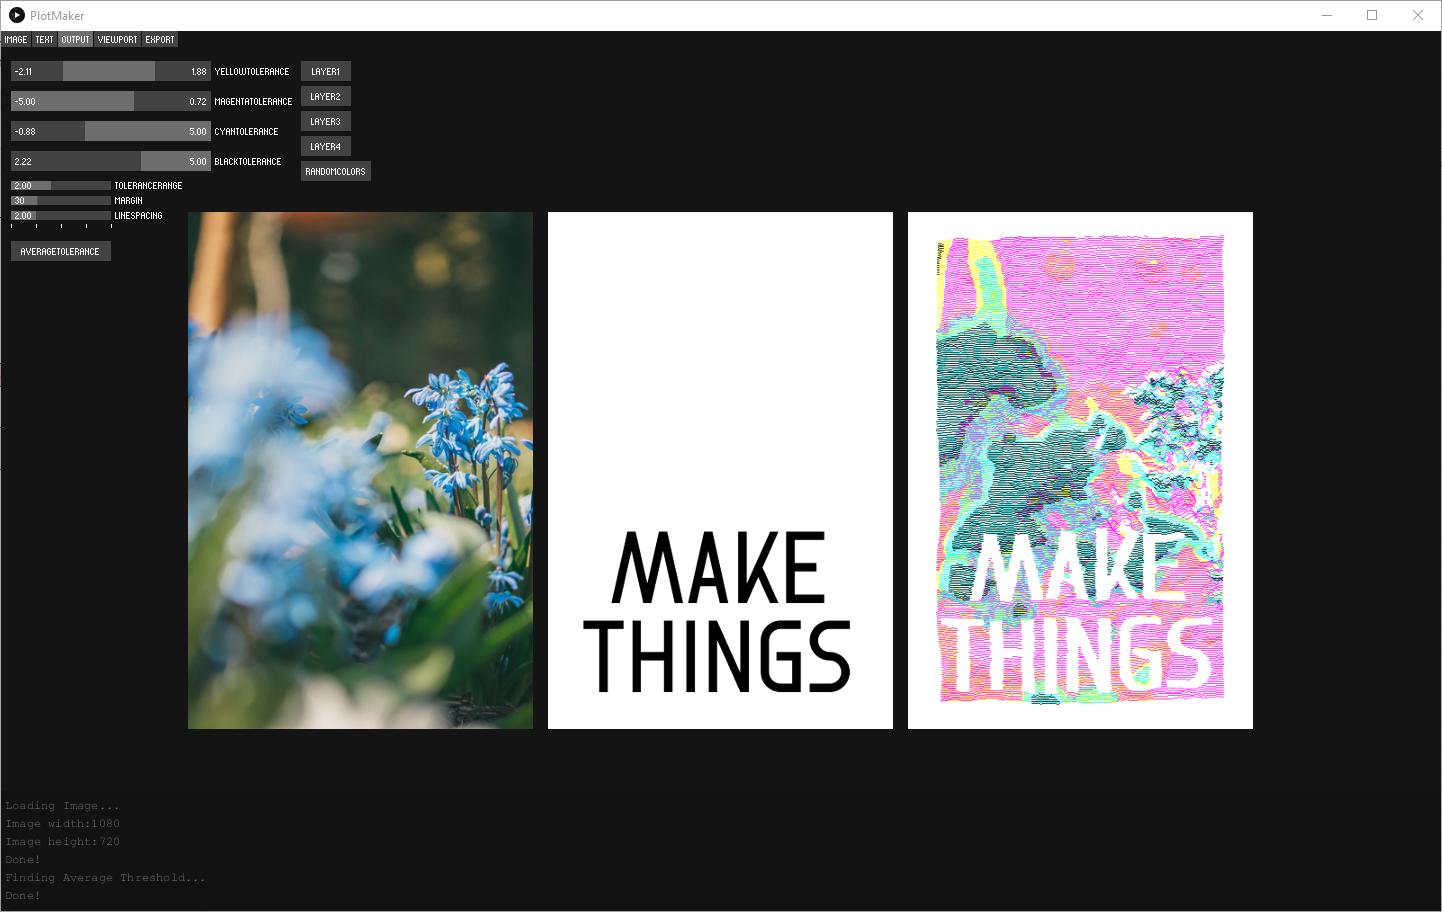 PlotMaker
IMAGE TEXT OUTPUT VIEWPORT EXPORT
-2.11 1.88 YELLOWTOLERANCE LAYER1
LAYER2
-5.00 0.72 MAGENTATOLERANCE
LAYER3
-0.88 5.00 CYANTOLERANCE
LAYER4
2.22 5.00 BLACKTOLERANCE
RANDOMCOLORS
2.00 TOLERANCERANGE
30 MARGIN
2.00 LINESPACING
AVERAGETOLERANCE
MAKE
THINGS
MAKE
THINGS
Loading Image...
Image width:1080
Image height:720
Done!
Finding Average Threshold...
Done!